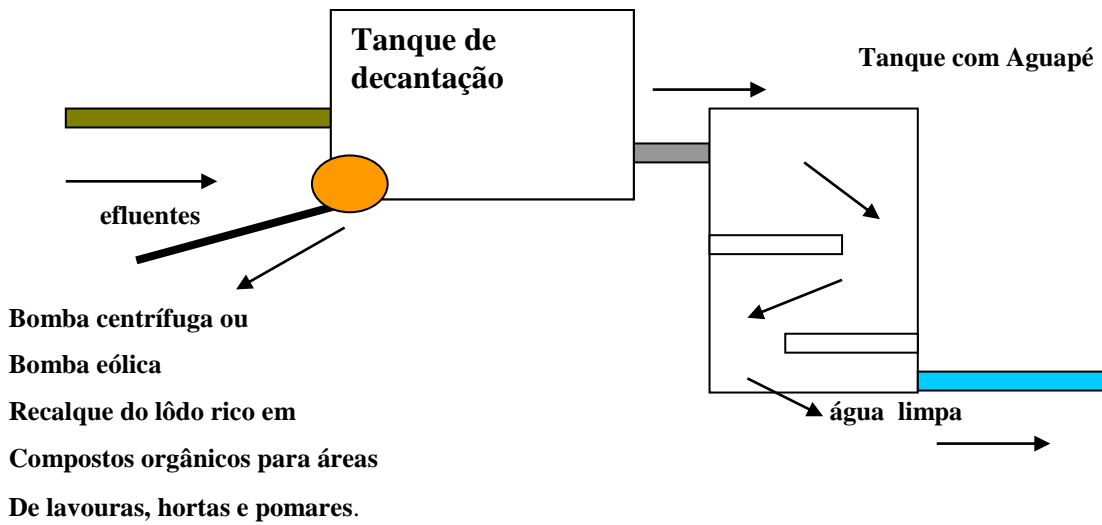 Tanque de
decantação
Tanque com Aguapé
efluentes
Bomba centrífuga ou
Bomba eólica
Recalque do lôdo rico em
Compostos orgânicos para áreas
De lavouras, hortas e pomares.
água limpa